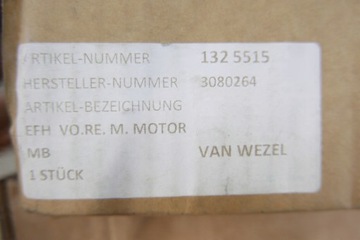 ARTIKEL-NUMMER 132 5515
HERSTELLER-NUMMER 3080264
ARTIKEL-BEZEICHNUNG
EFH VO.RE. M. MOTOR
MB VAN WEZEL
1 STÜCK